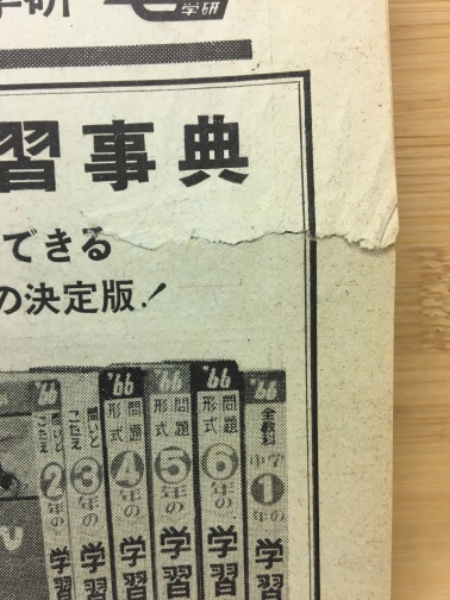 学研 学研
習事典
できる
の決定版!
'66 問いとこたえ 2年の 学習
'66 問いとこたえ 3年の 学習
'66 問題形式 4年の 学習
'66 問題形式 5年の 学習
'66 問題形式 6年の 学習
'66 全教科 中学1年の 学習